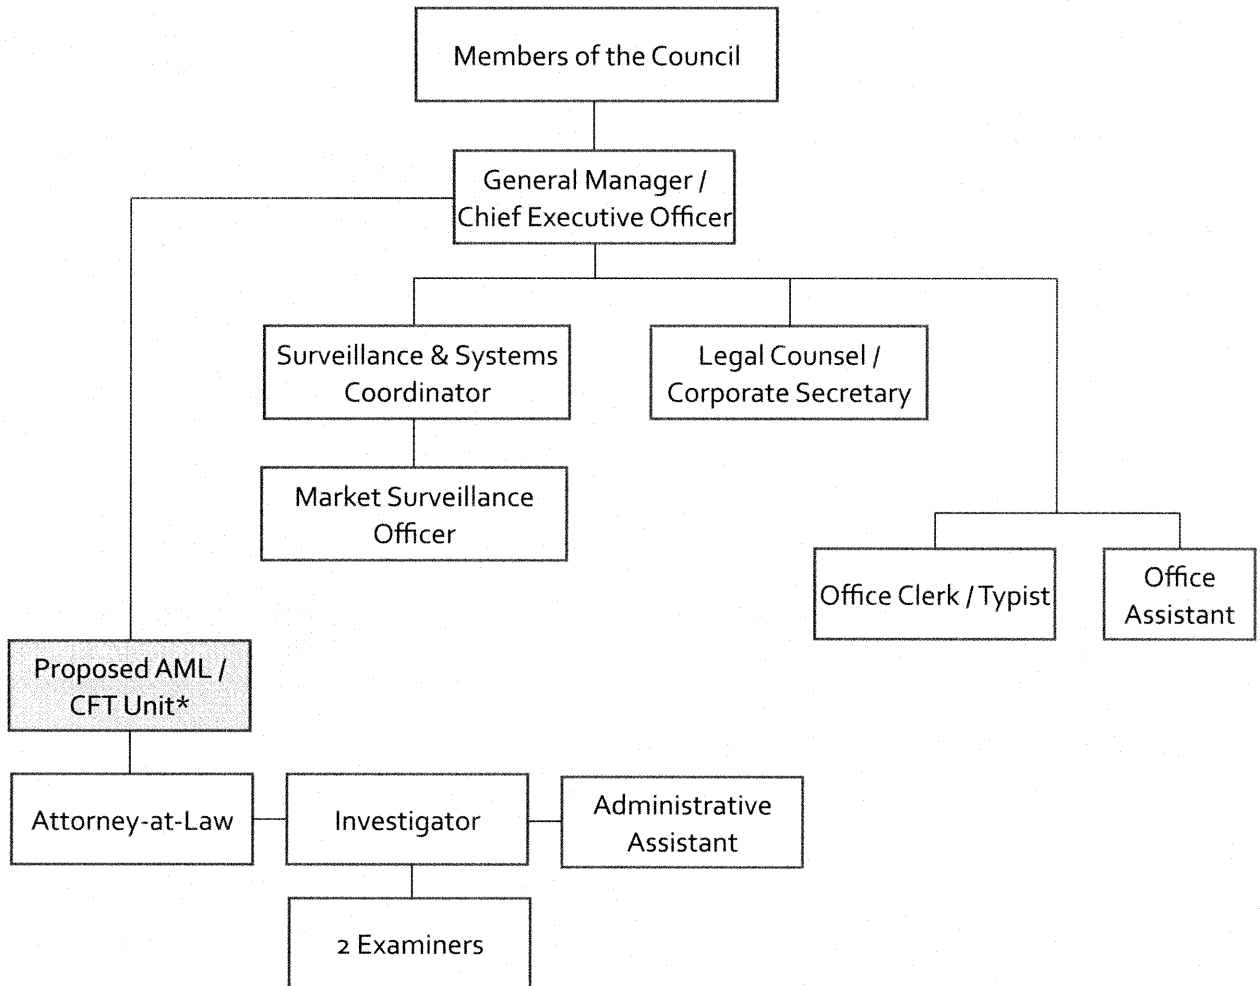 Members of the Council
General Manager /
Chief Executive Officer
Surveillance & Systems
Coordinator
Legal Counsel /
Corporate Secretary
Market Surveillance
Officer
Office Clerk / Typist
Office
Assistant
Proposed AML /
CFT Unit*
Attorney-at-Law
Investigator
Administrative
Assistant
2 Examiners